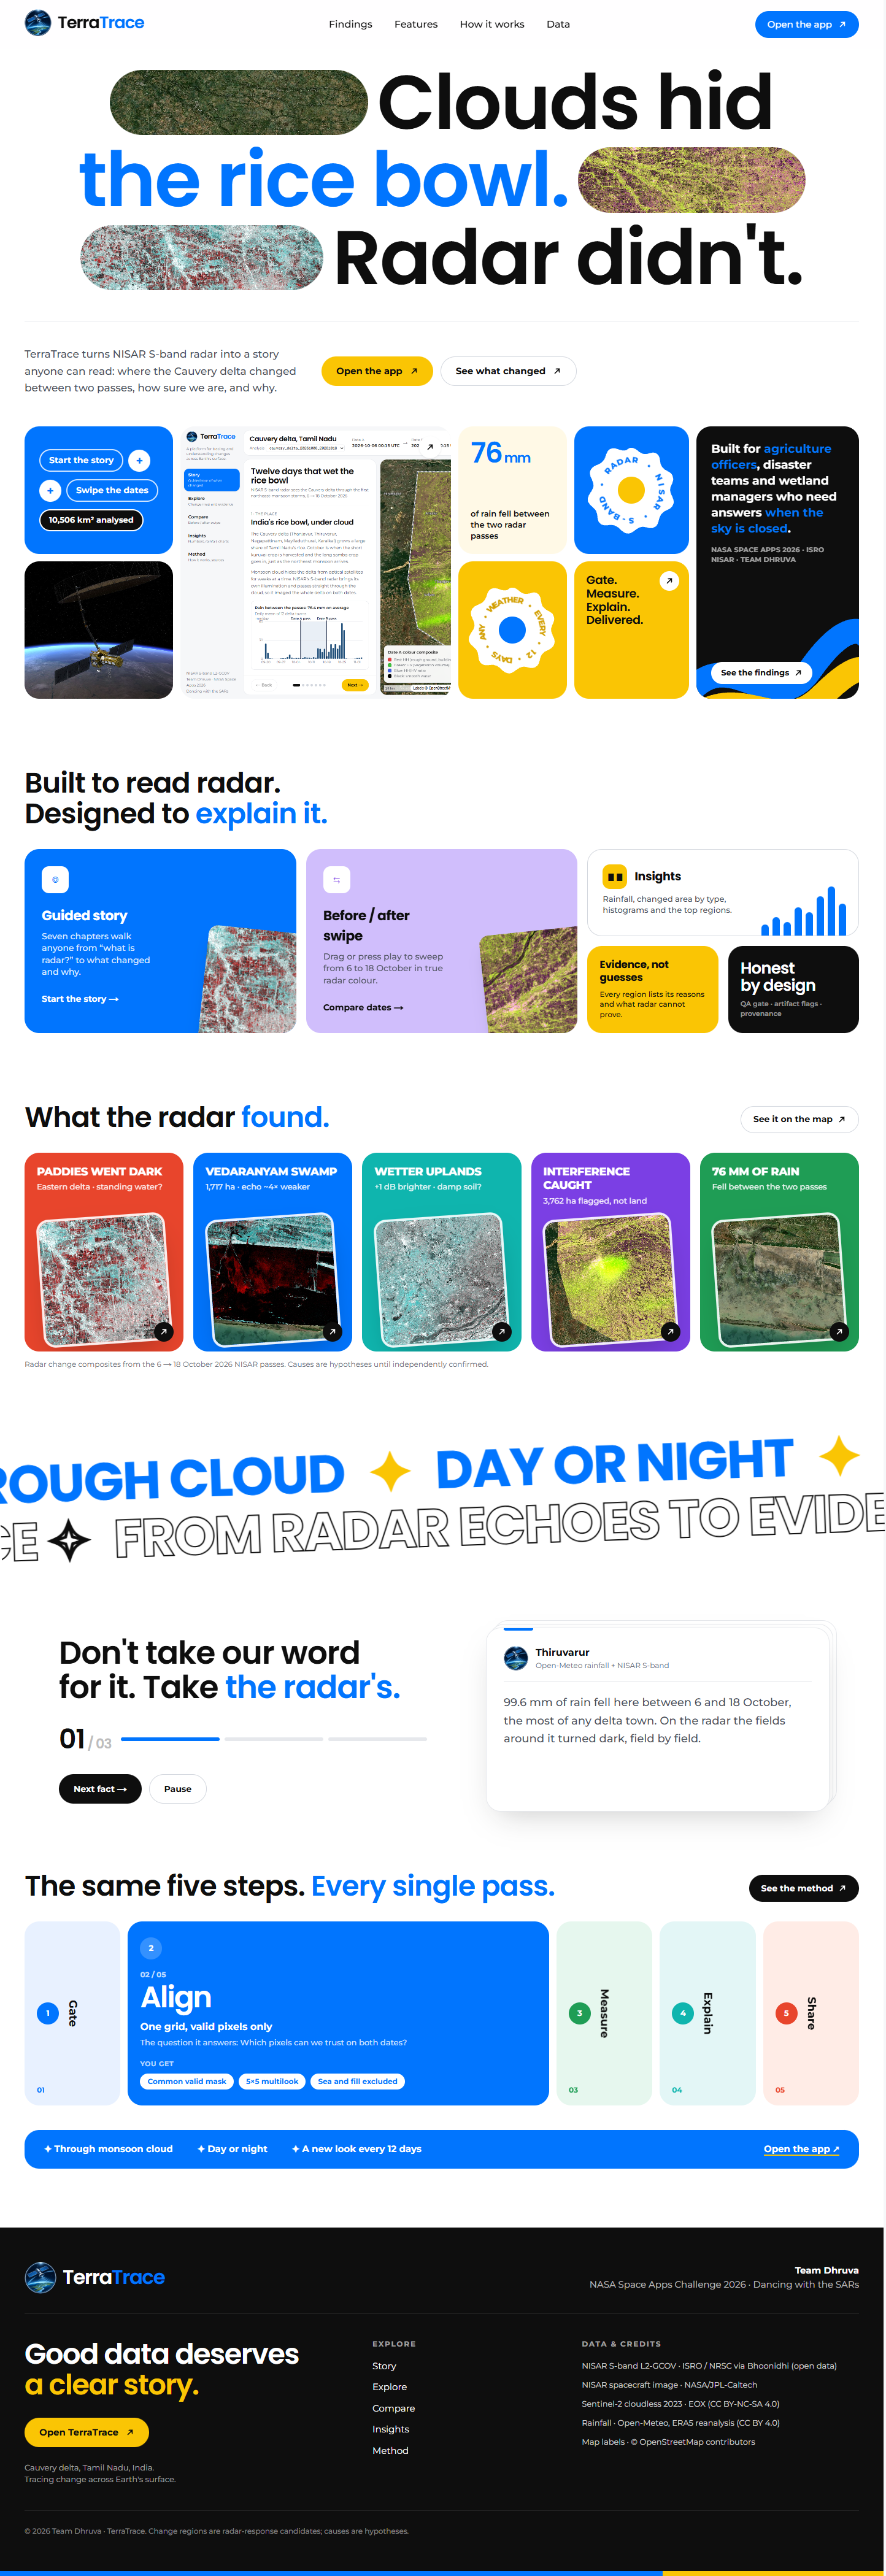 TerraTrace
Findings
Features
How it works
Data
Open the app
Clouds hid
the rice bowl.
Radar didn't.
TerraTrace turns NISAR S-band radar into a story
anyone can read: where the Cauvery delta changed
between two passes, how sure we are, and why.
Open the app
See what changed
Start the story
Swipe the dates
10,506 km² analysed
TerraTrace
Story
Explore
Compare
Insights
Method
Cauvery delta, Tamil Nadu
Twelve days that wet the
rice bowl
India's rice bowl, under cloud
Rain between the passes: 76.4 mm on average
Back
Next
76 mm
of rain fell between
the two radar
passes
RADAR • NISAR • S-BAND •
ANY • WEATHER • EVERY • 12 DAYS •
Gate.
Measure.
Explain.
Delivered.
Built for agriculture
officers, disaster
teams and wetland
managers who need
answers when the
sky is closed.
NASA SPACE APPS 2026 · ISRO
NISAR · TEAM DHRUVA
See the findings
Built to read radar.
Designed to explain it.
Guided story
Seven chapters walk
anyone from "what is
radar?" to what changed
and why.
Start the story →
Before / after
swipe
Drag or press play to sweep
from 6 to 18 October in true
radar colour.
Compare dates →
Insights
Rainfall, changed area by type,
histograms and the top regions.
Evidence, not
guesses
Every region lists its reasons
and what radar cannot
prove.
Honest
by design
QA gate · artifact flags ·
provenance
What the radar found.
See it on the map
PADDIES WENT DARK
Eastern delta · standing water?
VEDARANYAM SWAMP
1,717 ha · echo ~4× weaker
WETTER UPLANDS
+1 dB brighter · damp soil?
INTERFERENCE
CAUGHT
3,762 ha flagged, not land
76 MM OF RAIN
Fell between the two passes
Radar change composites from the 6 → 18 October 2026 NISAR passes. Causes are hypotheses until independently confirmed.
ROUGH CLOUD
DAY OR NIGHT
CE
FROM RADAR ECHOES TO EVIDE
Don't take our word
for it. Take the radar's.
01 / 03
Next fact →
Pause
Thiruvarur
Open-Meteo rainfall + NISAR S-band
99.6 mm of rain fell here between 6 and 18 October,
the most of any delta town. On the radar the fields
around it turned dark, field by field.
The same five steps. Every single pass.
See the method
1
Gate
01
2
02 / 05
Align
One grid, valid pixels only
The question it answers: Which pixels can we trust on both dates?
YOU GET
Common valid mask
5×5 multilook
Sea and fill excluded
3
Measure
03
4
Explain
04
5
Share
05
Through monsoon cloud
Day or night
A new look every 12 days
Open the app ↗
TerraTrace
Team Dhruva
NASA Space Apps Challenge 2026 · Dancing with the SARs
Good data deserves
a clear story.
Open TerraTrace
Cauvery delta, Tamil Nadu, India.
Tracing change across Earth's surface.
EXPLORE
Story
Explore
Compare
Insights
Method
DATA & CREDITS
NISAR S-band L2-GCOV · ISRO / NRSC via Bhoonidhi (open data)
NISAR spacecraft image · NASA/JPL-Caltech
Sentinel-2 cloudless 2023 · EOX (CC BY-NC-SA 4.0)
Rainfall · Open-Meteo, ERA5 reanalysis (CC BY 4.0)
Map labels · © OpenStreetMap contributors
© 2026 Team Dhruva · TerraTrace. Change regions are radar-response candidates; causes are hypotheses.